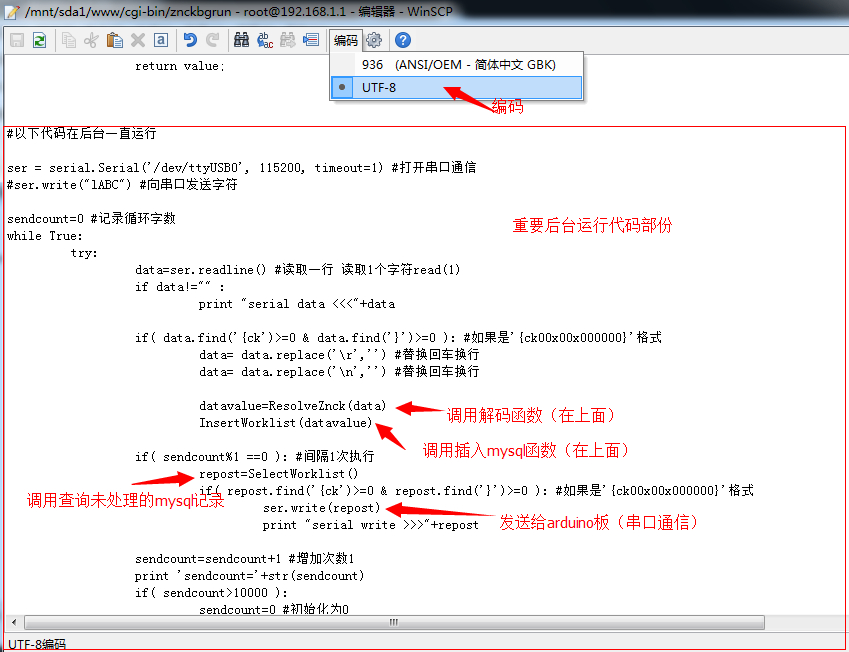 /mnt/sda1/www/cgi-bin/znckbgrun - root@192.168.1.1 - 编辑器 - WinSCP
编码
936 (ANSI/OEM - 简体中文 GBK)
UTF-8
编码
return value;
#以下代码在后台一直运行
ser = serial.Serial('/dev/ttyUSB0', 115200, timeout=1) #打开串口通信
#ser.write("lABC") #向串口发送字符
sendcount=0 #记录循环字数
重要后台运行代码部份
while True:
try:
data=ser.readline() #读取一行 读取1个字符read(1)
if data!="" :
print "serial data <<<"+data
if( data.find('{ck')>=0 & data.find('}')>=0 ): #如果是'{ck00x00x000000}'格式
data= data.replace('\r','') #替换回车换行
data= data.replace('\n','') #替换回车换行
datavalue=ResolveZnck(data)
调用解码函数（在上面）
InsertWorklist(datavalue)
调用插入mysql函数（在上面）
if( sendcount%1 ==0 ): #间隔1次执行
repost=SelectWorklist()
调用查询未处理的mysql记录
if( repost.find('{ck')>=0 & repost.find('}')>=0 ): #如果是'{ck00x00x000000}'格式
ser.write(repost)
发送给arduino板（串口通信）
print "serial write >>>"+repost
sendcount=sendcount+1 #增加次数1
print 'sendcount='+str(sendcount)
if( sendcount>10000 ):
sendcount=0 #初始化为0
UTF-8编码